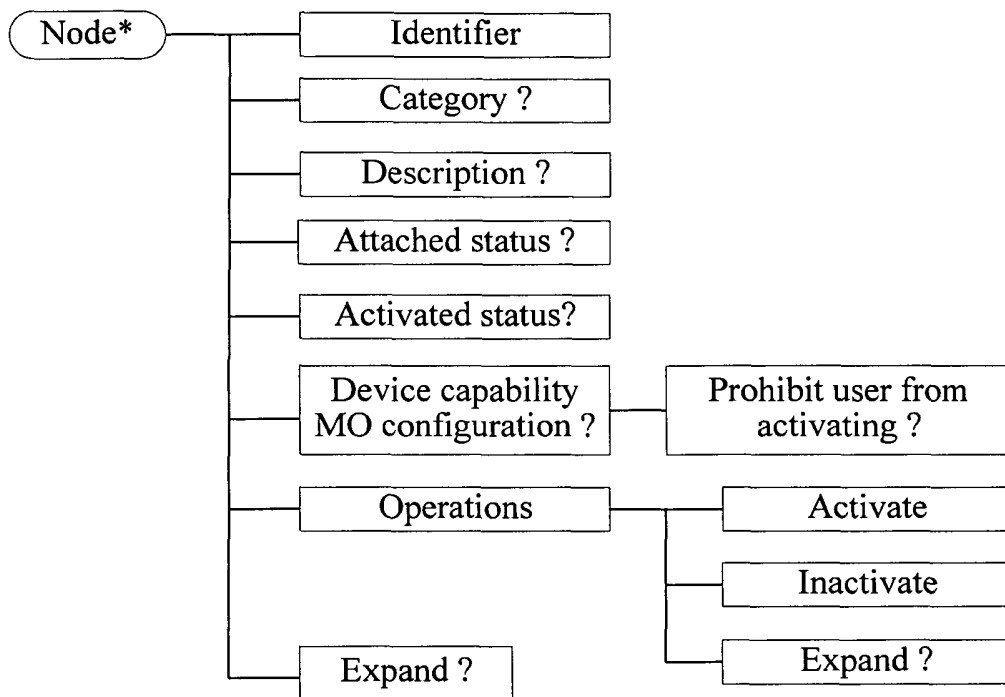 Node*
Identifier
Category ?
Description ?
Attached status ?
Activated status?
Device capability
MO configuration ?
Prohibit user from
activating ?
Operations
Activate
Inactivate
Expand ?
Expand ?